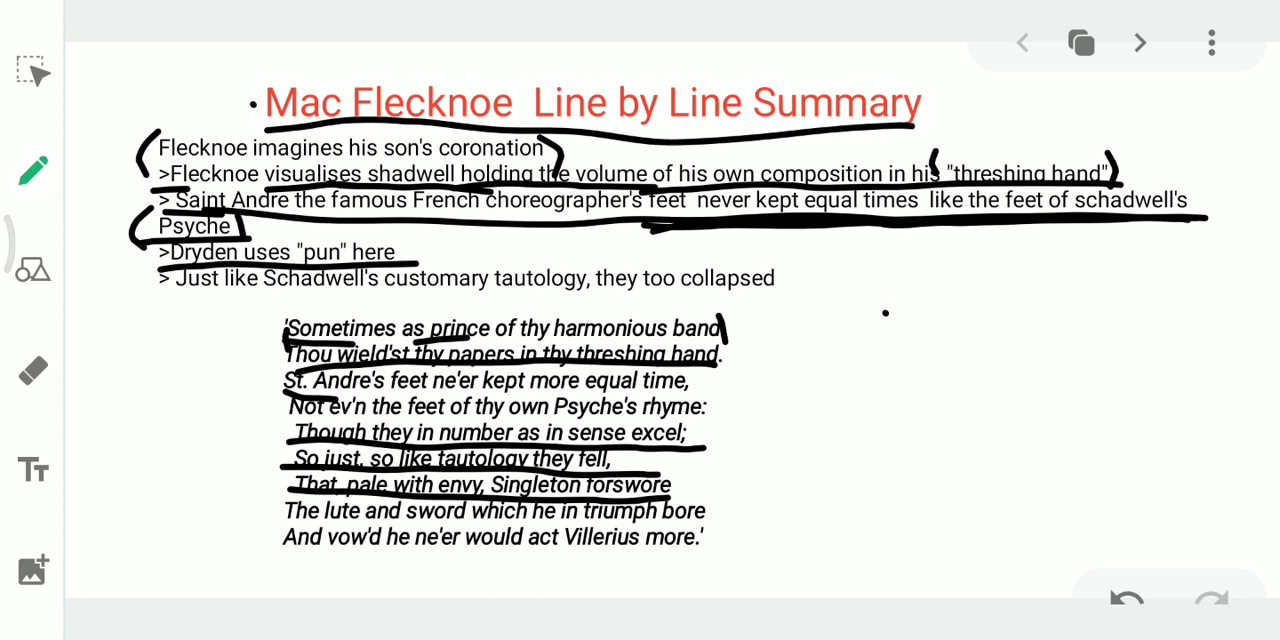 Mac Flecknoe Line by Line Summary
Flecknoe imagines his son's coronation
>Flecknoe visualises shadwell holding the volume of his own composition in his "threshing hand"
> Saint Andre the famous French choreographer's feet never kept equal times like the feet of schadwell's
Psyche
>Dryden uses "pun" here
> Just like Schadwell's customary tautology, they too collapsed
'Sometimes as prince of thy harmonious band
Thou wield'st thy papers in thy threshing hand.
St. Andre's feet ne'er kept more equal time,
Not ev'n the feet of thy own Psyche's rhyme:
Though they in number as in sense excel;
So just, so like tautology they fell,
That, pale with envy, Singleton forswore
The lute and sword which he in triumph bore
And vow'd he ne'er would act Villerius more.'
TT